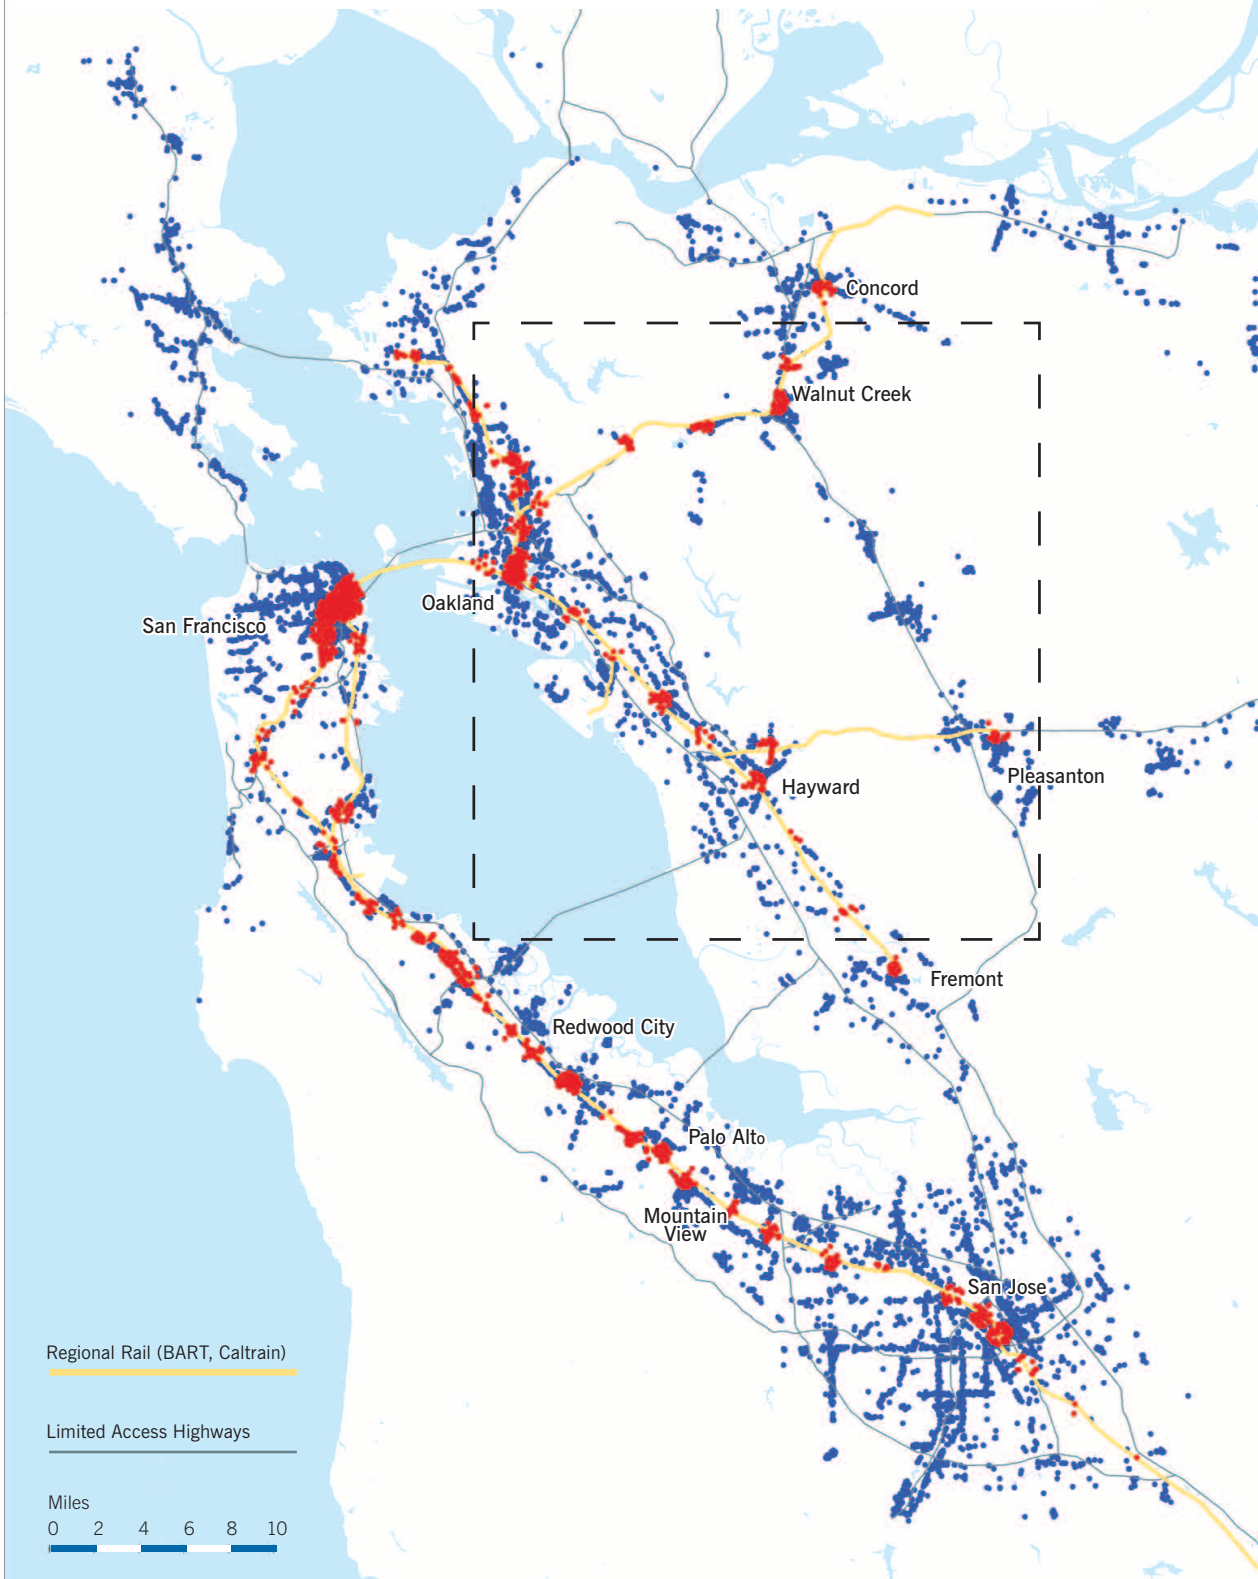 Concord
Walnut Creek
Oakland
San Francisco
Pleasanton
Hayward
Fremont
Redwood City
Palo Alto
Mountain
View
San Jose
Regional Rail (BART, Caltrain)
Limited Access Highways
Miles
0 2 4 6 8 10